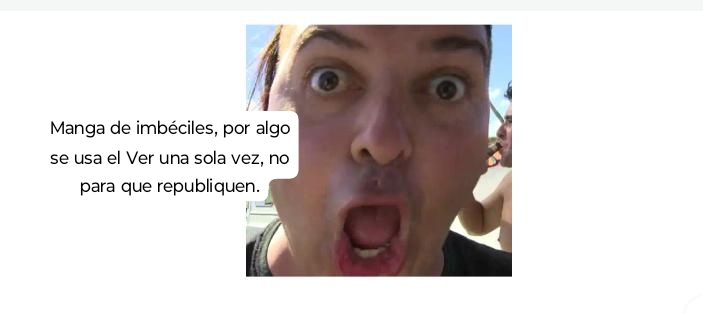 Manga de imbéciles, por algo
se usa el Ver una sola vez, no
para que republiquen.